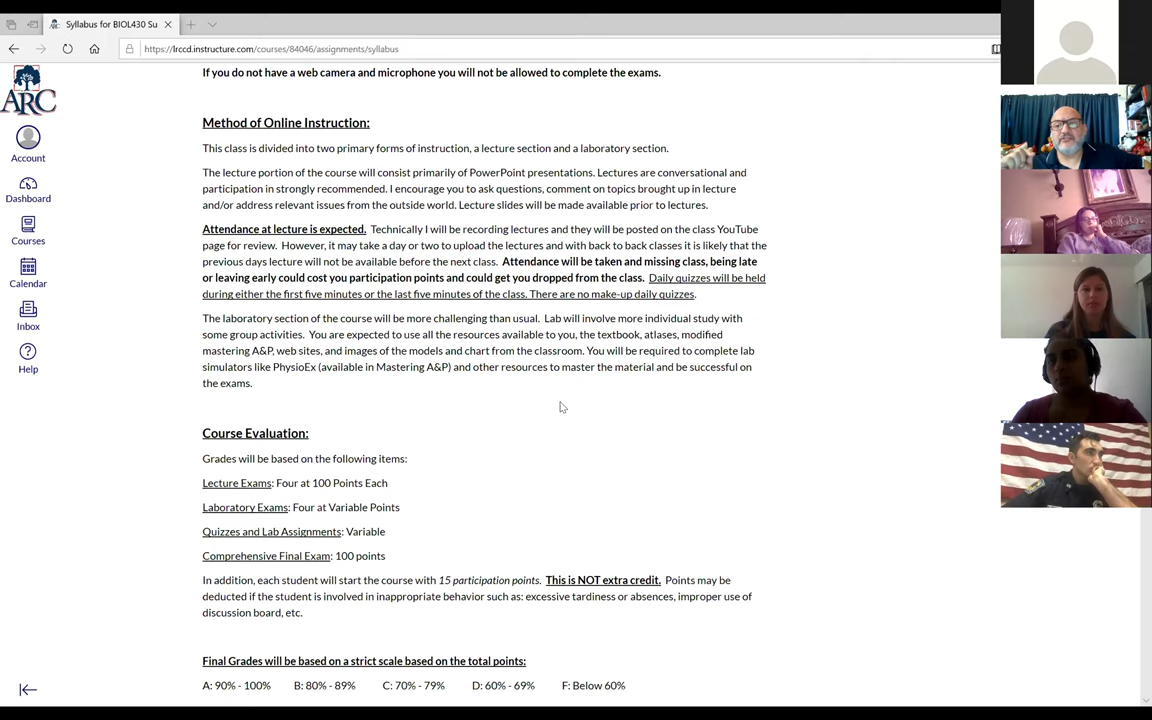 Syllabus for BIOL430 Su
https://lrccd.instructure.com/courses/84046/assignments/syllabus
ARC
Account
Dashboard
Courses
Calendar
Inbox
Help
If you do not have a web camera and microphone you will not be allowed to complete the exams.
Method of Online Instruction:
This class is divided into two primary forms of instruction, a lecture section and a laboratory section.
The lecture portion of the course will consist primarily of PowerPoint presentations. Lectures are conversational and
participation in strongly recommended. I encourage you to ask questions, comment on topics brought up in lecture
and/or address relevant issues from the outside world. Lecture slides will be made available prior to lectures.
Attendance at lecture is expected. Technically I will be recording lectures and they will be posted on the class YouTube
page for review. However, it may take a day or two to upload the lectures and with back to back classes it is likely that the
previous days lecture will not be available before the next class. Attendance will be taken and missing class, being late
or leaving early could cost you participation points and could get you dropped from the class. Daily quizzes will be held
during either the first five minutes or the last five minutes of the class. There are no make-up daily quizzes.
The laboratory section of the course will be more challenging than usual. Lab will involve more individual study with
some group activities. You are expected to use all the resources available to you, the textbook, atlases, modified
mastering A&P, web sites, and images of the models and chart from the classroom. You will be required to complete lab
simulators like PhysioEx (available in Mastering A&P) and other resources to master the material and be successful on
the exams.
Course Evaluation:
Grades will be based on the following items:
Lecture Exams: Four at 100 Points Each
Laboratory Exams: Four at Variable Points
Quizzes and Lab Assignments: Variable
Comprehensive Final Exam: 100 points
In addition, each student will start the course with 15 participation points. This is NOT extra credit. Points may be
deducted if the student is involved in inappropriate behavior such as: excessive tardiness or absences, improper use of
discussion board, etc.
Final Grades will be based on a strict scale based on the total points:
A: 90% - 100% B: 80% - 89% C: 70% - 79% D: 60% - 69% F: Below 60%